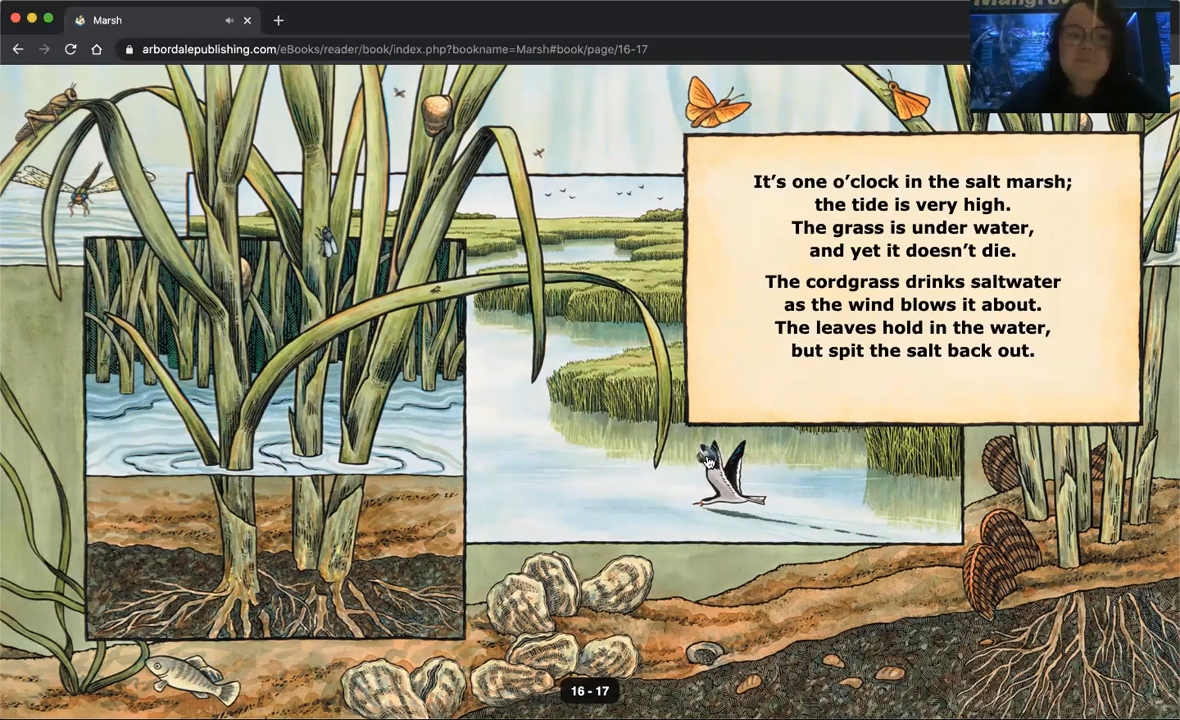 Marsh
arbordalepublishing.com/eBooks/reader/book/index.php?bookname=Marsh#book/page/16-17
It's one o'clock in the salt marsh;
the tide is very high.
The grass is under water,
and yet it doesn't die.
The cordgrass drinks saltwater
as the wind blows it about.
The leaves hold in the water,
but spit the salt back out.
16 - 17